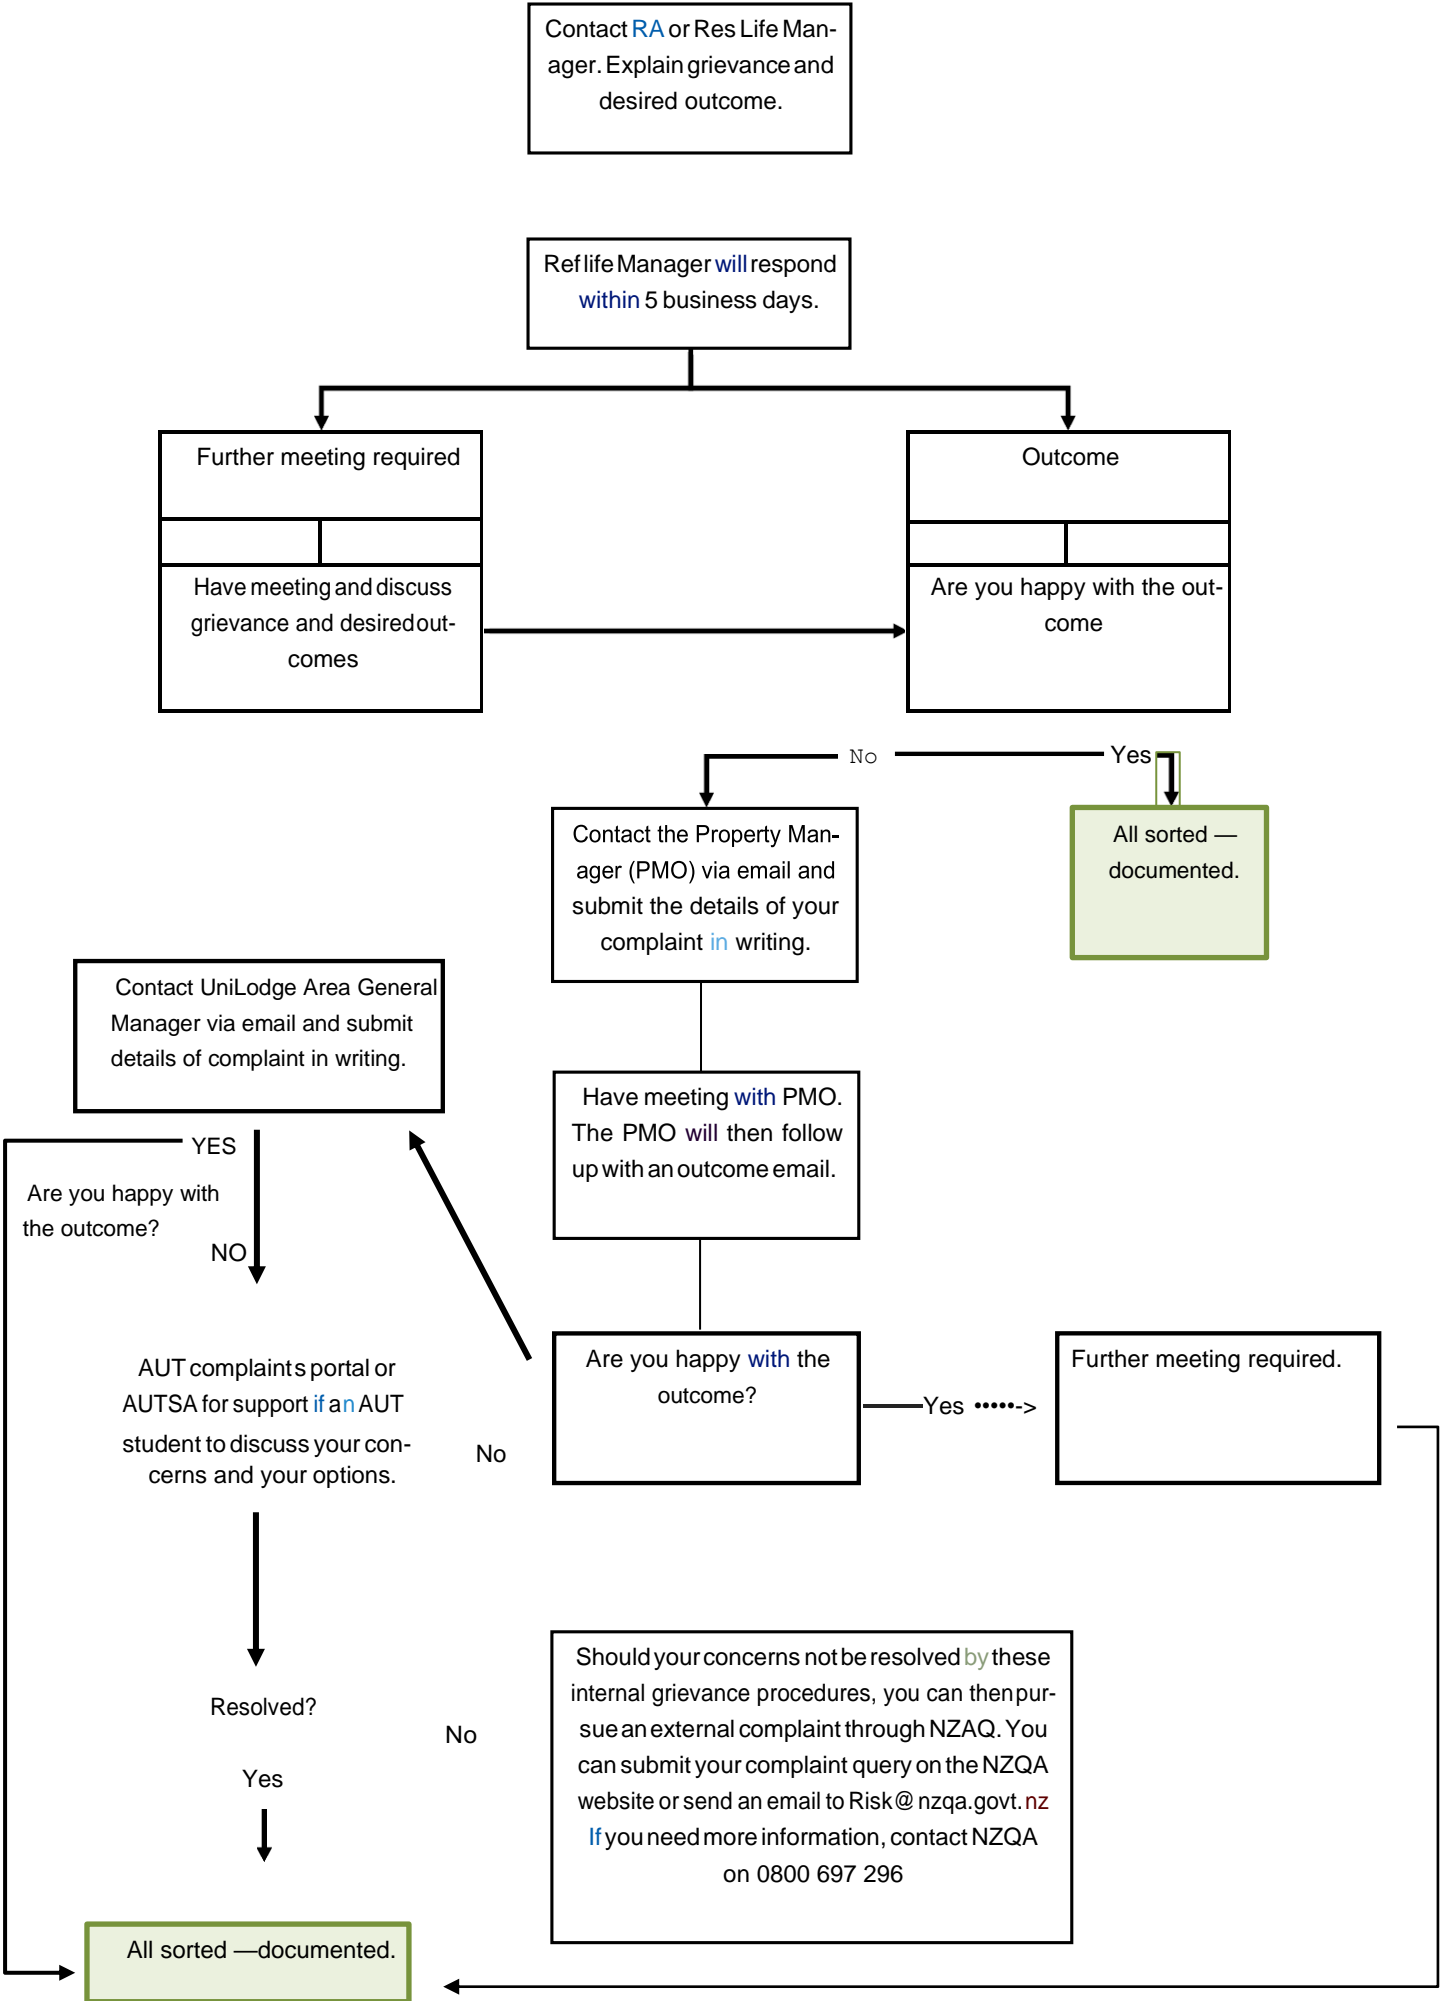 Contact RA or Res Life Man-
ager. Explain grievance and
desired outcome.
Ref life Manager will respond
within 5 business days.
Further meeting required
Outcome
Have meeting and discuss
grievance and desired out-
comes
Are you happy with the out-
come
No
Yes
Contact the Property Man-
ager (PMO) via email and
submit the details of your
complaint in writing.
All sorted —
documented.
Contact UniLodge Area General
Manager via email and submit
details of complaint in writing.
Have meeting with PMO.
The PMO will then follow
up with an outcome email.
YES
Are you happy with
the outcome?
NO
Are you happy with the
outcome?
Yes •••••->
Further meeting required.
AUT complaints portal or
AUTSA for support if an AUT
student to discuss your con-
cerns and your options.
No
Resolved?
No
Yes
Should your concerns not be resolved by these
internal grievance procedures, you can then pur-
sue an external complaint through NZAQ. You
can submit your complaint query on the NZQA
website or send an email to Risk@ nzqa.govt.nz
If you need more information, contact NZQA
on 0800 697 296
All sorted —documented.